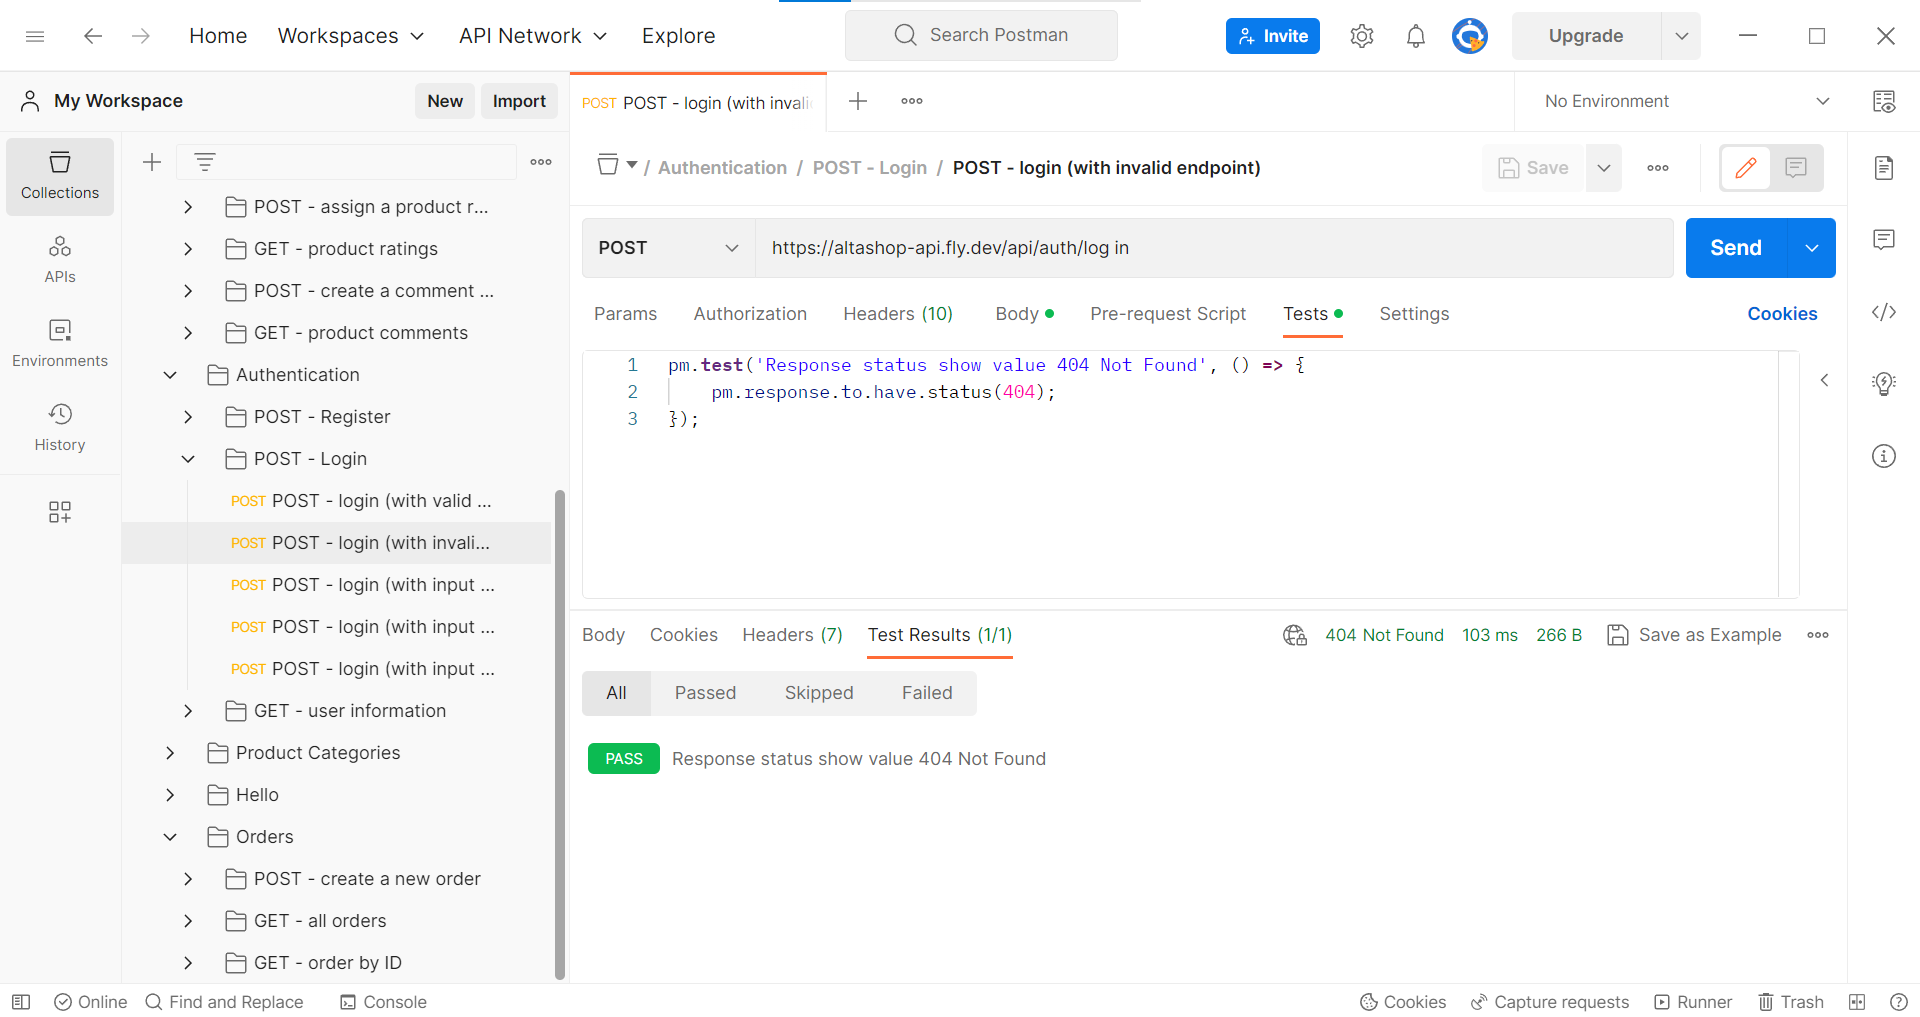 Home Workspaces API Network Explore Search Postman Invite Upgrade
My Workspace New Import
POST POST - login (with invali
No Environment
Collections
APIs
Environments
History
POST - assign a product r...
GET - product ratings
POST - create a comment ...
GET - product comments
Authentication
POST - Register
POST - Login
POST POST - login (with valid ...
POST POST - login (with invali...
POST POST - login (with input ...
POST POST - login (with input ...
POST POST - login (with input ...
GET - user information
Product Categories
Hello
Orders
POST - create a new order
GET - all orders
GET - order by ID
/ Authentication / POST - Login / POST - login (with invalid endpoint)
Save
POST https://altashop-api.fly.dev/api/auth/log in Send
Params Authorization Headers (10) Body Pre-request Script Tests Settings Cookies
1 pm.test('Response status show value 404 Not Found', () => {
2 pm.response.to.have.status(404);
3 });
Body Cookies Headers (7) Test Results (1/1) 404 Not Found 103 ms 266 B Save as Example
All Passed Skipped Failed
PASS Response status show value 404 Not Found
Online Find and Replace Console Cookies Capture requests Runner Trash